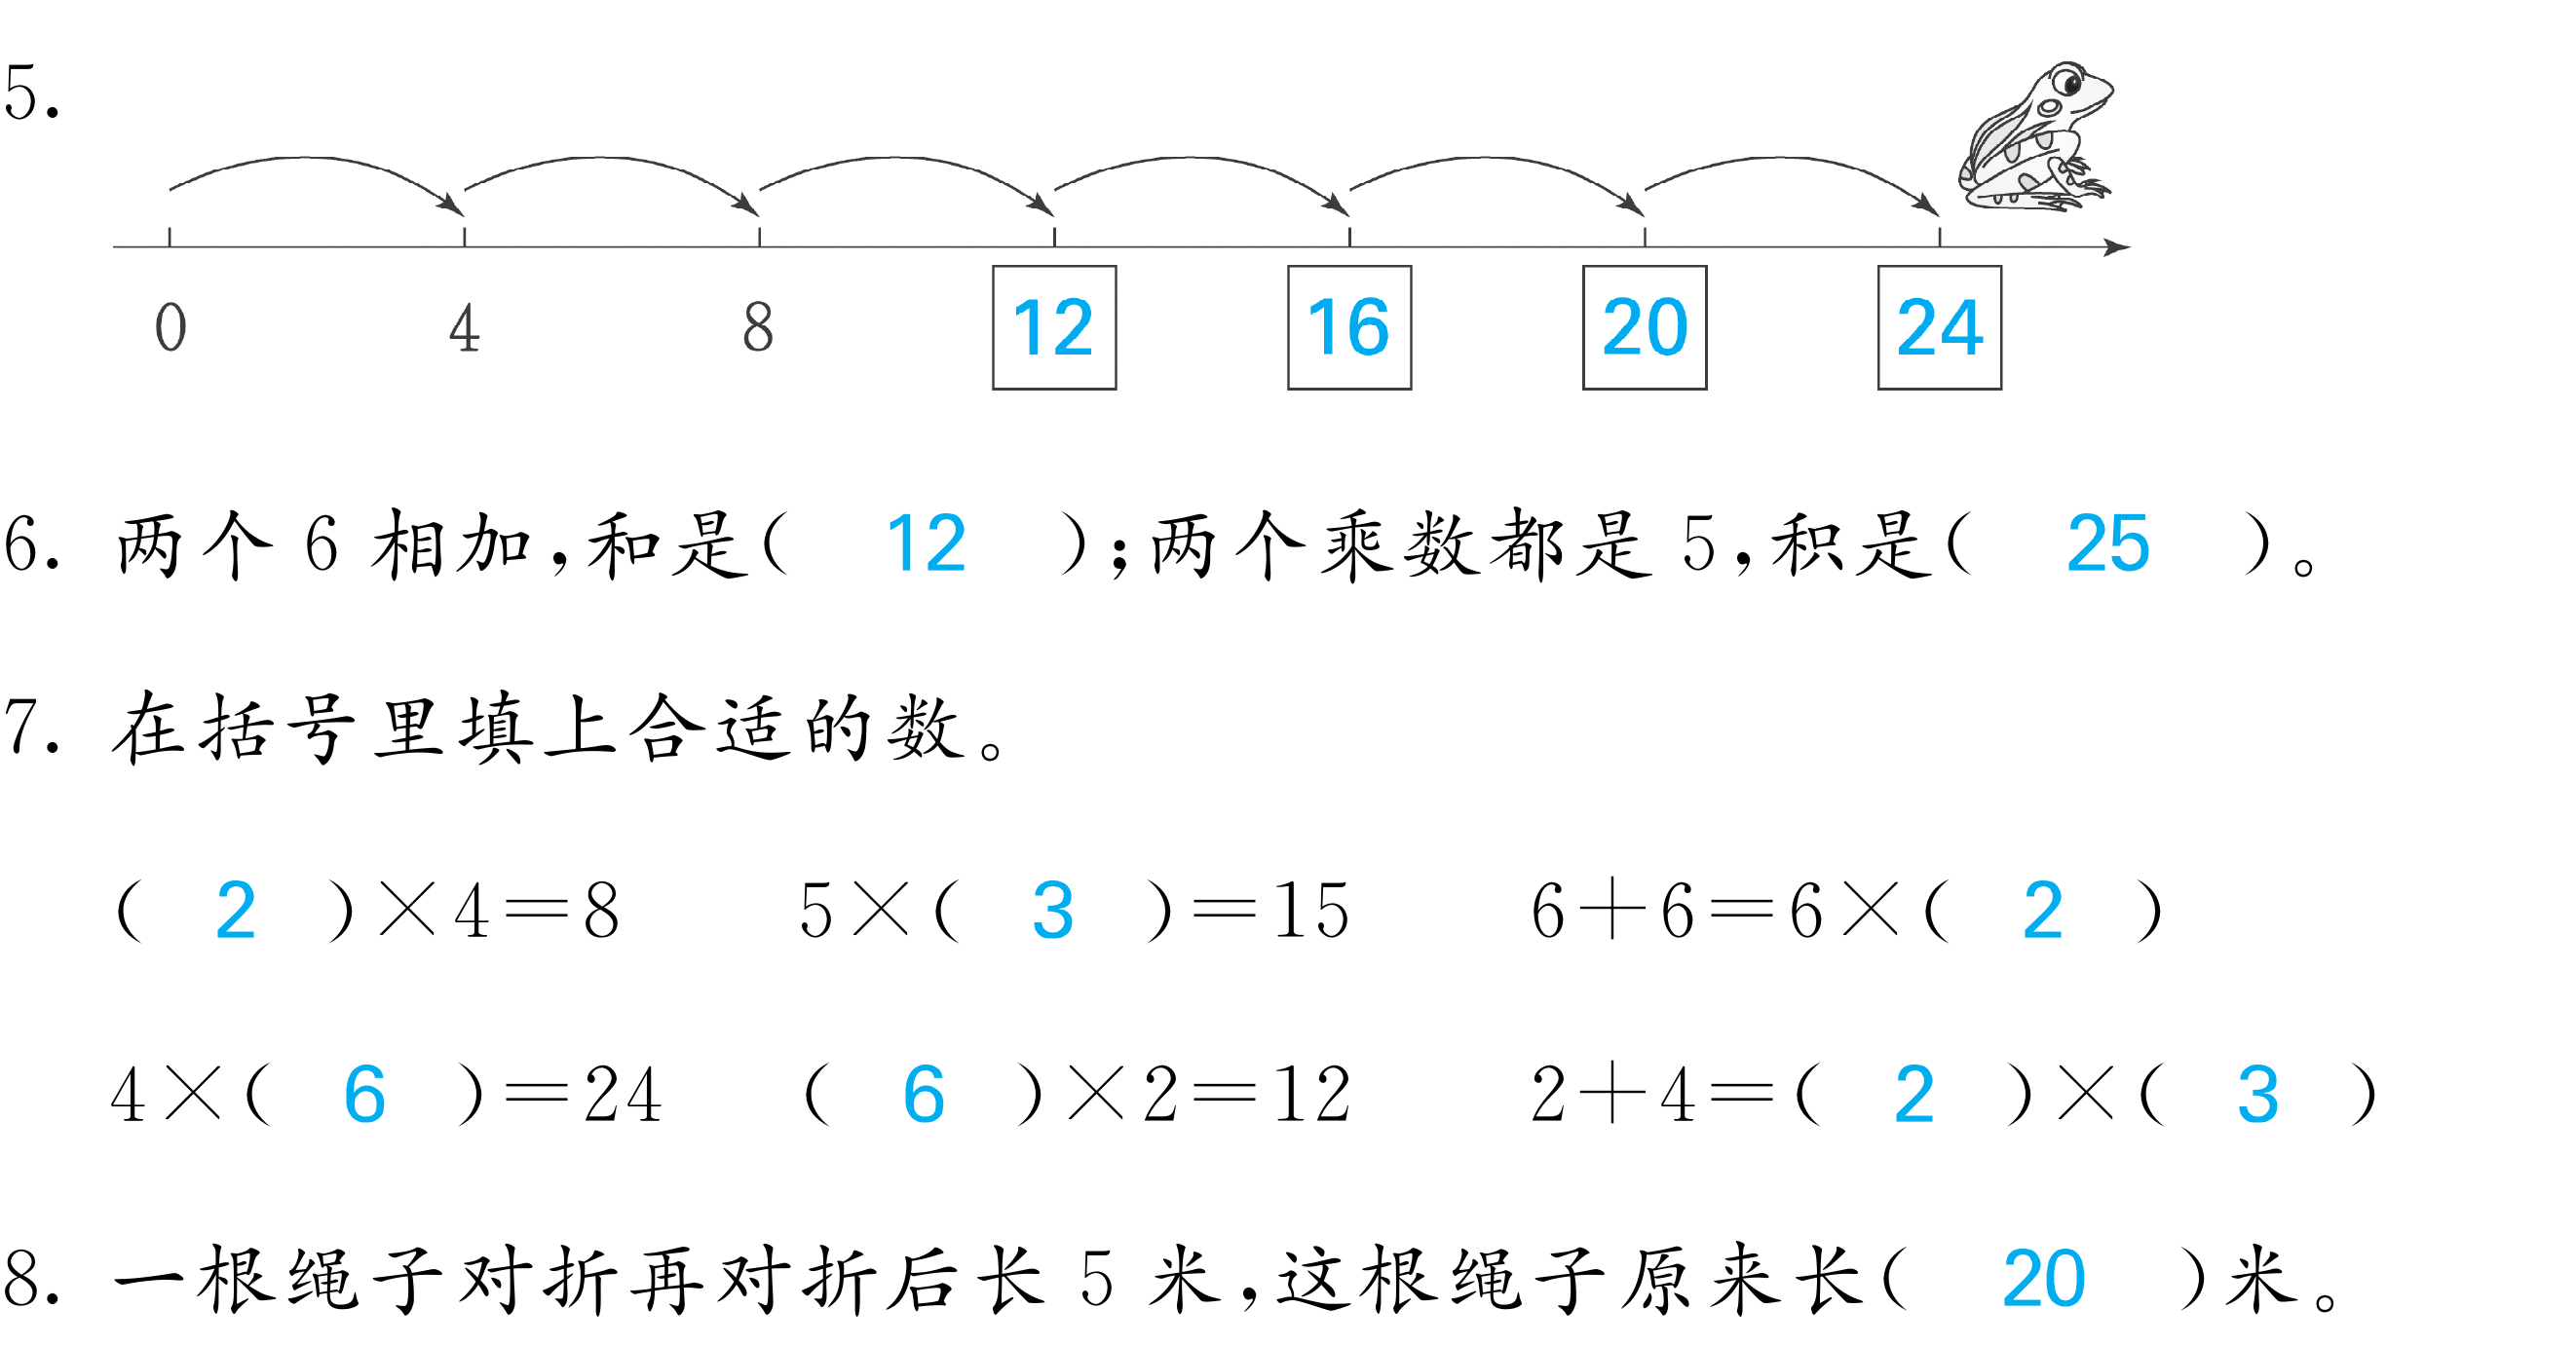 5.
0 4 8 12 16 20 24
6. 两个 6 相加,和是( 12 );两个乘数都是 5,积是( 25 )。
7. 在括号里填上合适的数。
( 2 )×4=8 5×( 3 )=15 6+6=6×( 2 )
4×( 6 )=24 ( 6 )×2=12 2+4=( 2 )×( 3 )
8. 一根绳子对折再对折后长 5 米,这根绳子原来长( 20 )米。